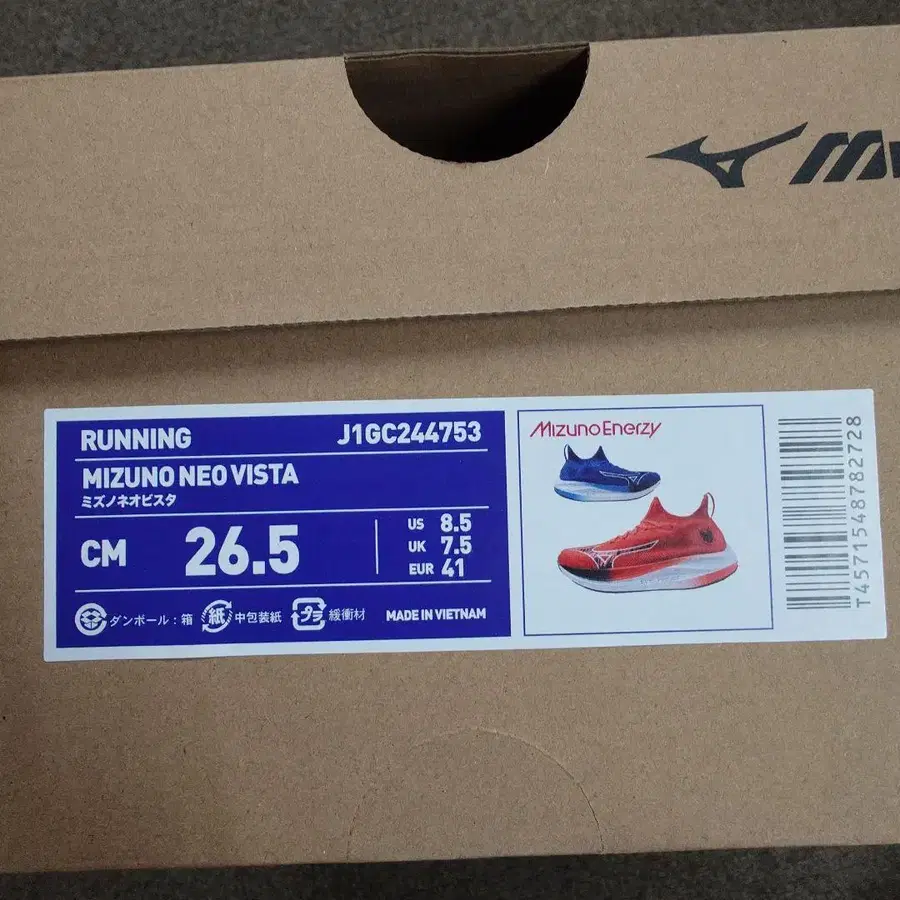 RUNNING
J1GC244753
MIZUNO NEO VISTA
ミズノネオビスタ
CM 26.5
US 8.5
UK 7.5
EUR 41
ダンボール:箱 紙 中包装紙 プラ 緩衝材 MADE IN VIETNAM
Mizuno Enerzy
T4571548782728